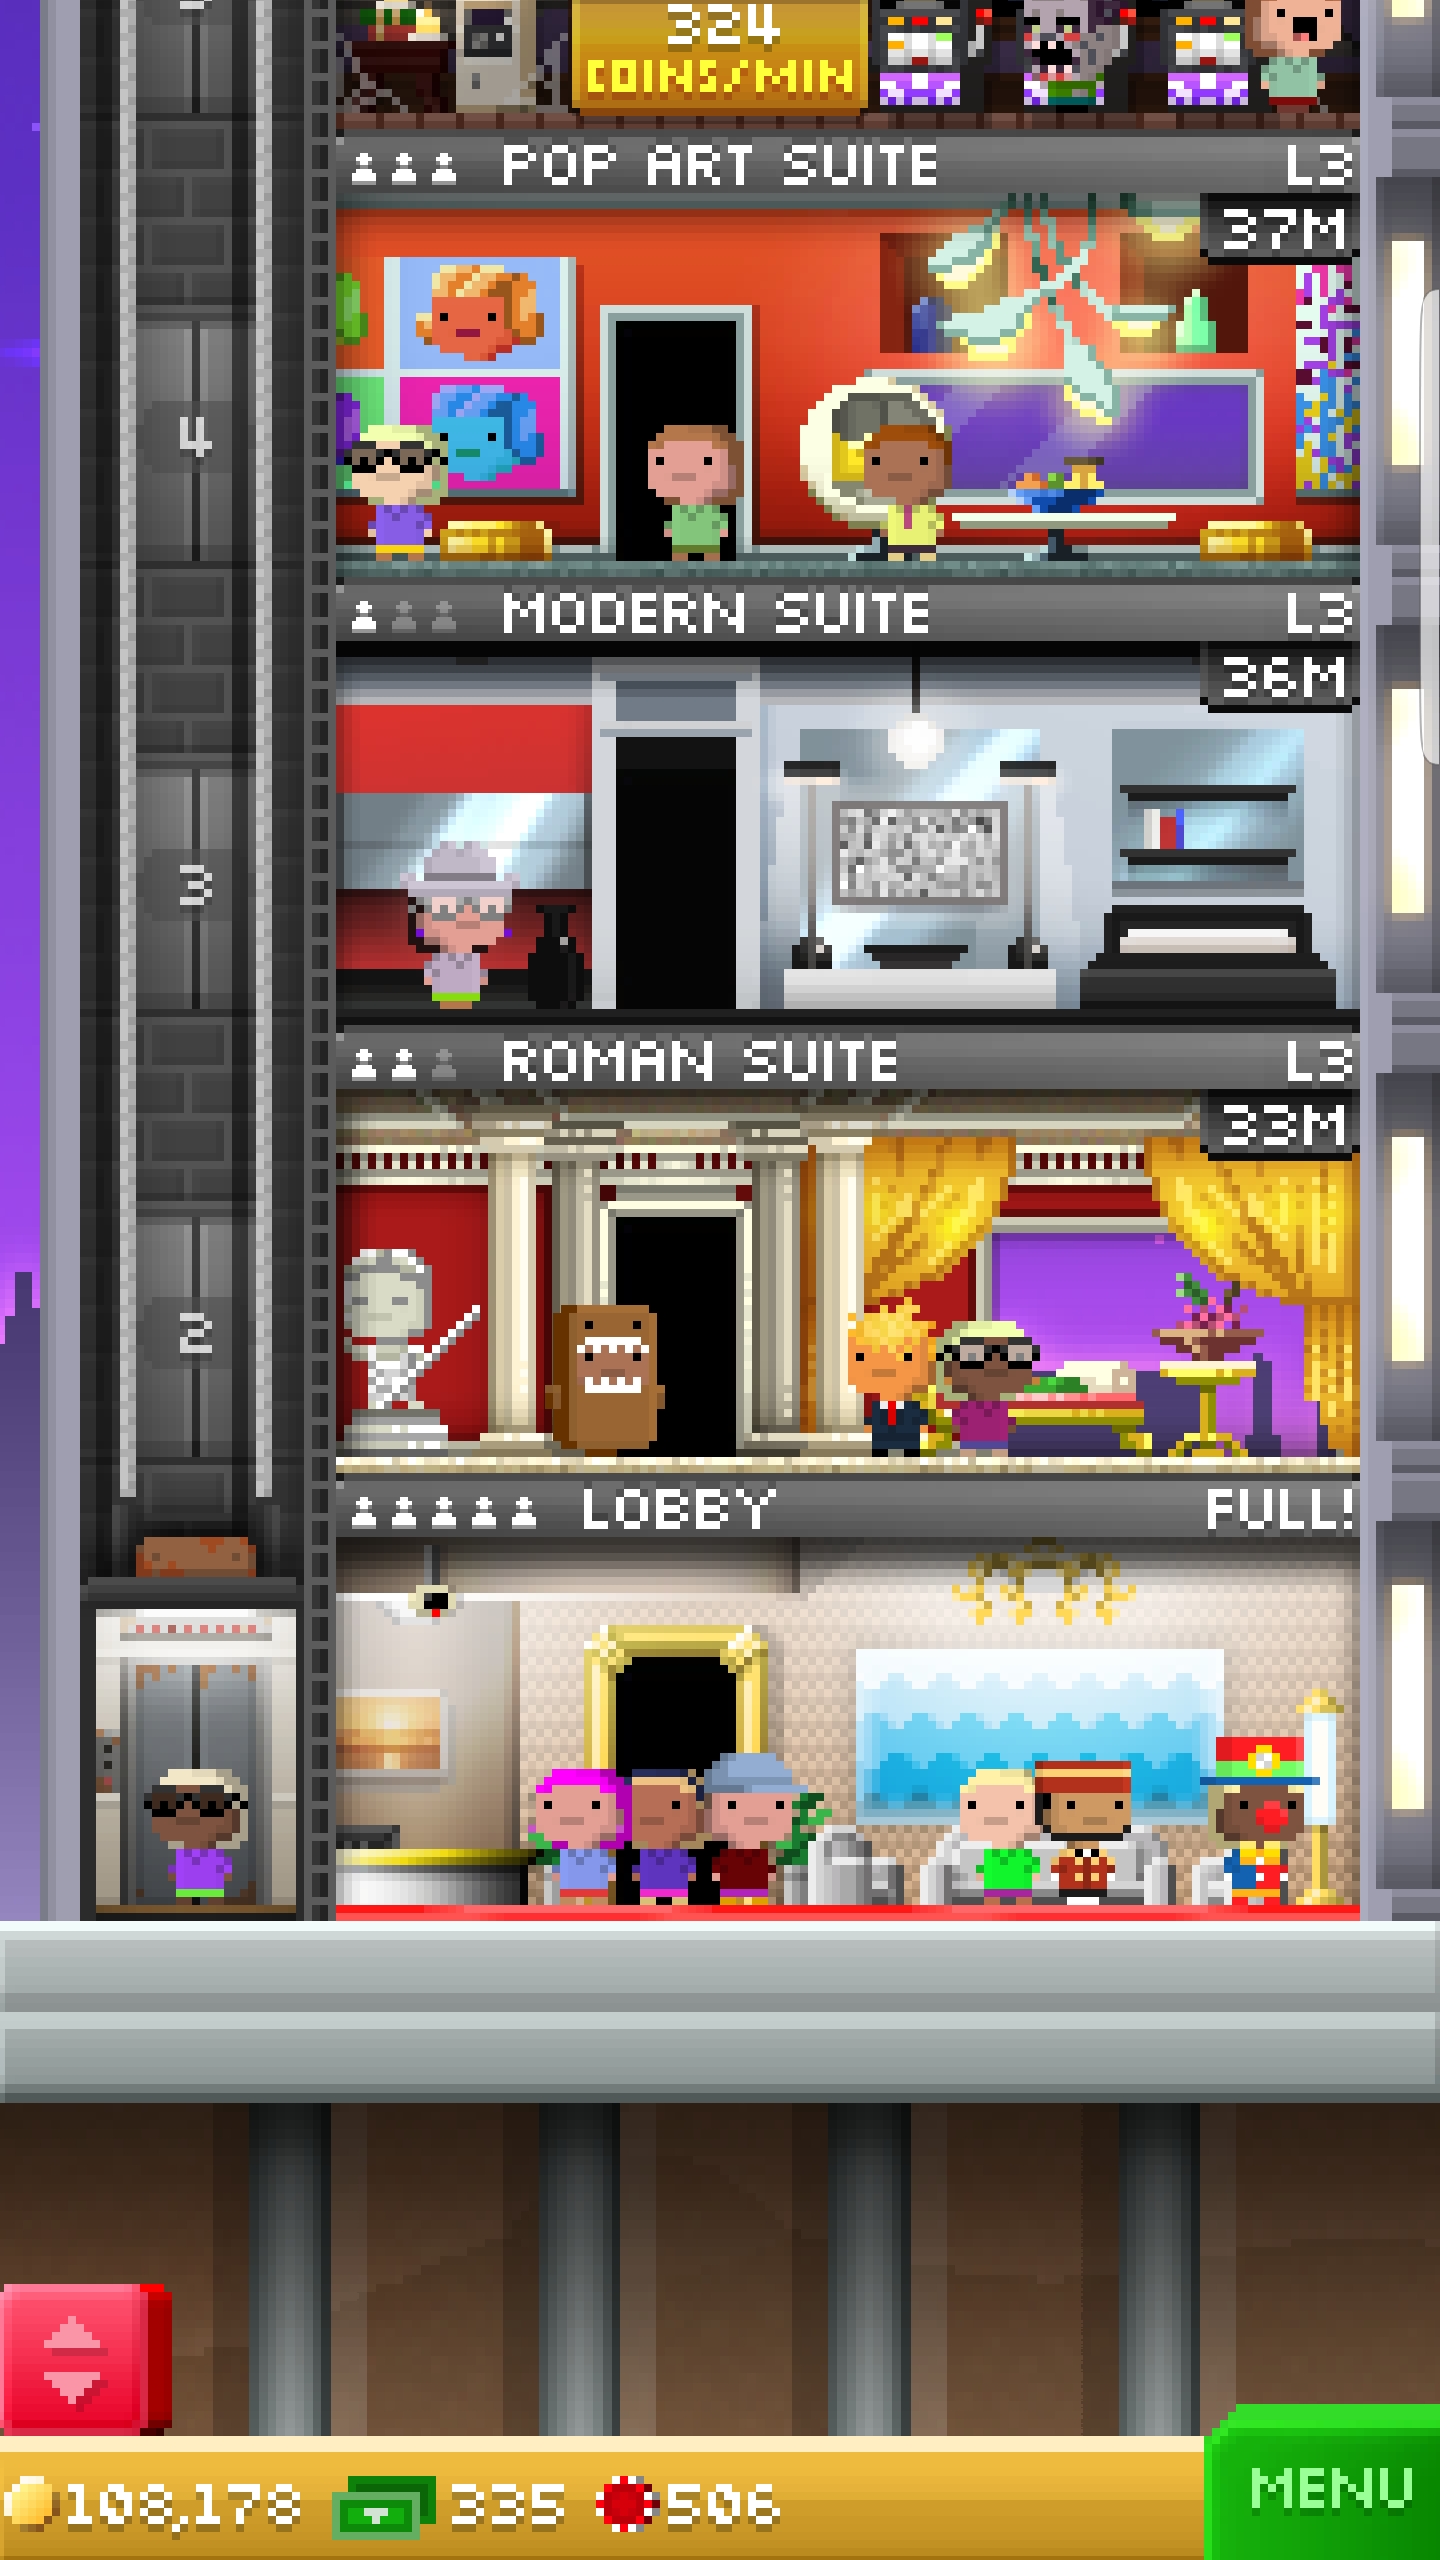 324
COINS/MIN
POP ART SUITE L3
37M
4
MODERN SUITE L3
36M
3
ROMAN SUITE L3
33M
2
LOBBY FULL!
108,178 335 506
MENU